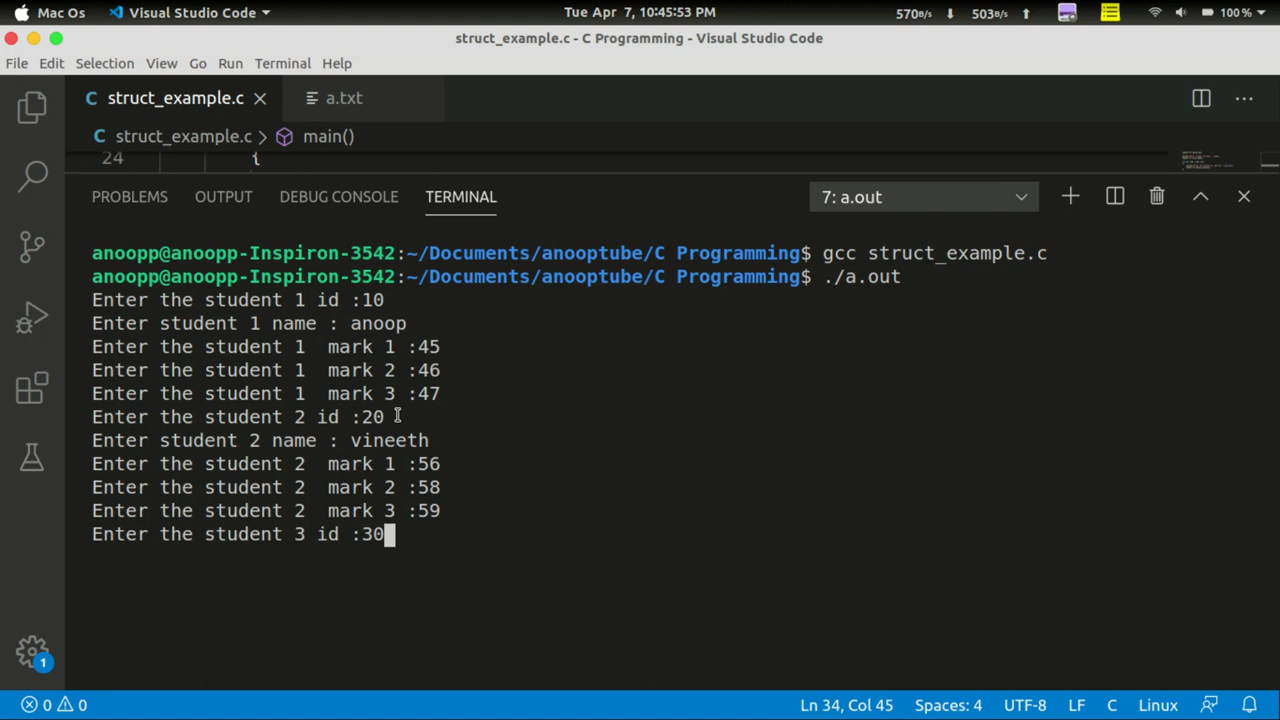 Mac Os Visual Studio Code Tue Apr 7, 10:45:53 PM 570B/s 503B/s 100%
struct_example.c - C Programming - Visual Studio Code
File Edit Selection View Go Run Terminal Help
C struct_example.c a.txt
C struct_example.c > main()
24 {
PROBLEMS OUTPUT DEBUG CONSOLE TERMINAL 7: a.out
anoopp@anoopp-Inspiron-3542:~/Documents/anooptube/C Programming$ gcc struct_example.c
anoopp@anoopp-Inspiron-3542:~/Documents/anooptube/C Programming$ ./a.out
Enter the student 1 id :10
Enter student 1 name : anoop
Enter the student 1  mark 1 :45
Enter the student 1  mark 2 :46
Enter the student 1  mark 3 :47
Enter the student 2 id :20
Enter student 2 name : vineeth
Enter the student 2  mark 1 :56
Enter the student 2  mark 2 :58
Enter the student 2  mark 3 :59
Enter the student 3 id :30
1
0 0 Ln 34, Col 45 Spaces: 4 UTF-8 LF C Linux